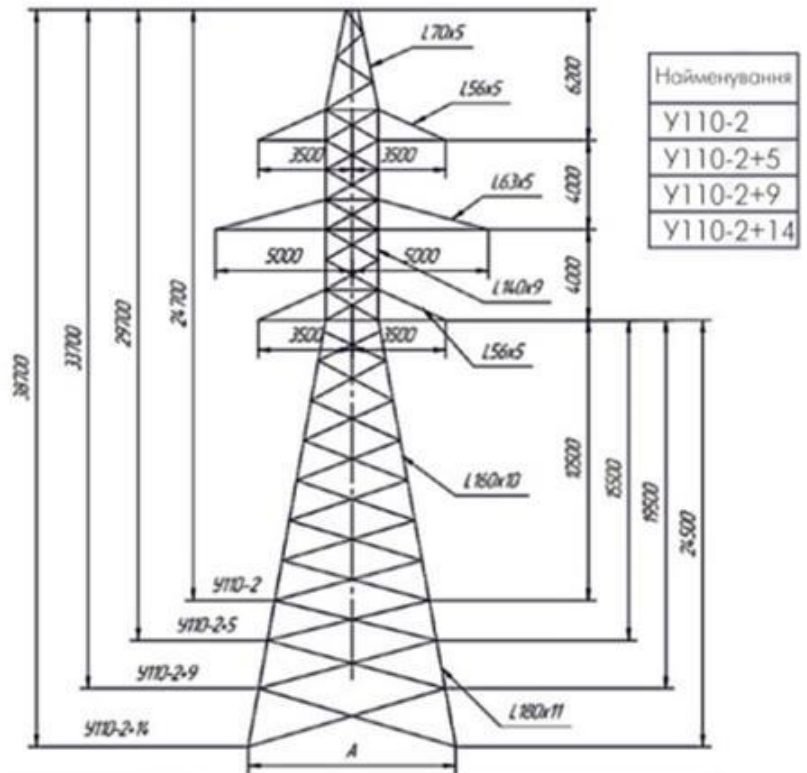 L70x5
6200
Найменування
L56x5
У110-2
3500 3500
У110-2+5
4000
L63x5
У110-2+9
У110-2+14
5000 5000
4000
L140x9
24700
29700
33700
38700
3500 3500
L56x5
10500
15500
19500
24500
L160x10
У110-2
У110-2+5
У110-2+9
L180x11
У110-2+14
А